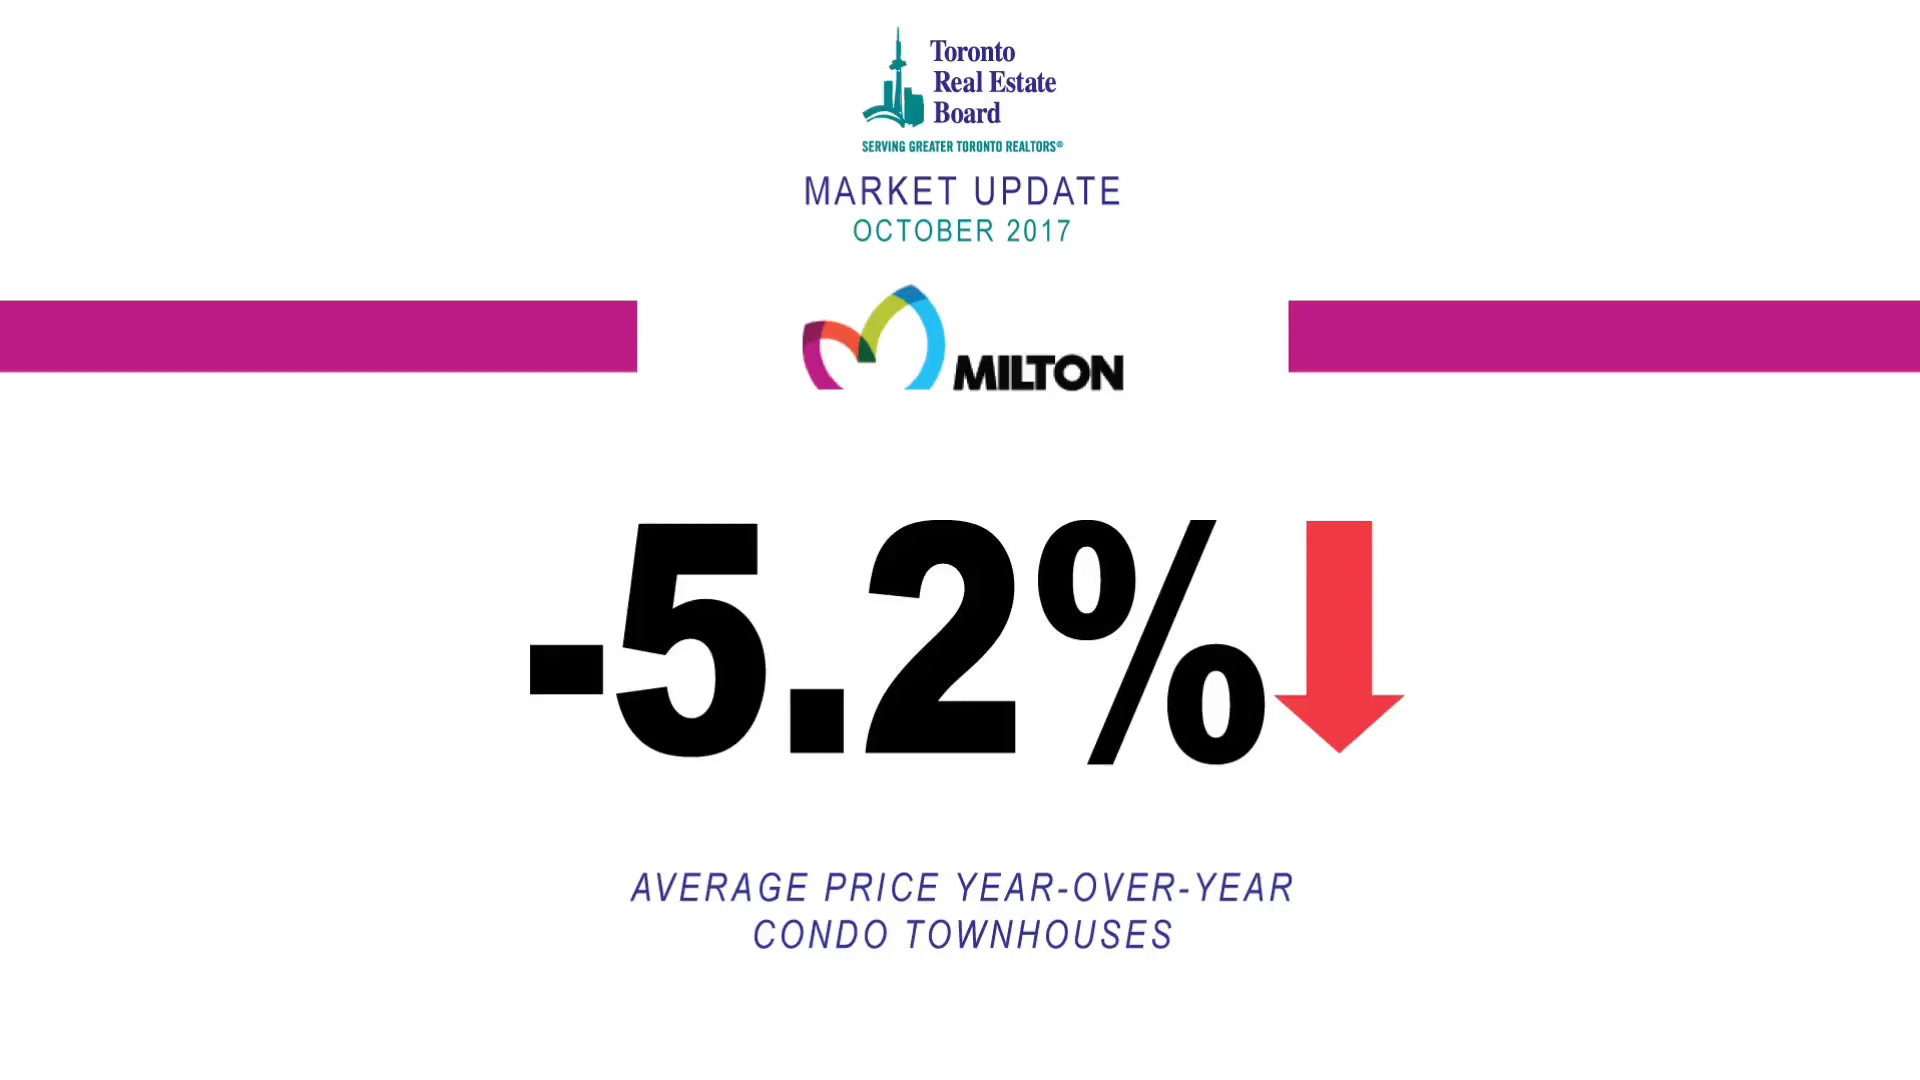 Toronto
Real Estate
Board
SERVING GREATER TORONTO REALTORS®
MARKET UPDATE
OCTOBER 2017
MILTON
-5.2%
AVERAGE PRICE YEAR-OVER-YEAR
CONDO TOWNHOUSES